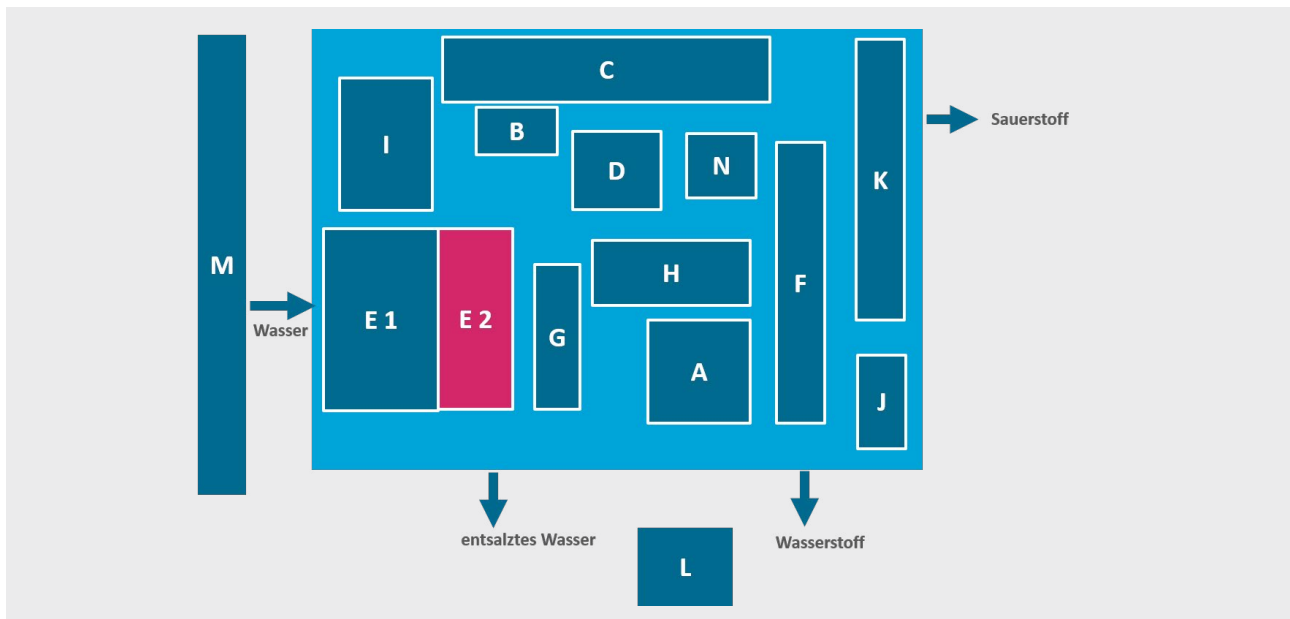 C
I
B
D
N
K
Sauerstoff
M
Wasser
E 1
E 2
G
H
F
A
J
entsalztes Wasser
Wasserstoff
L